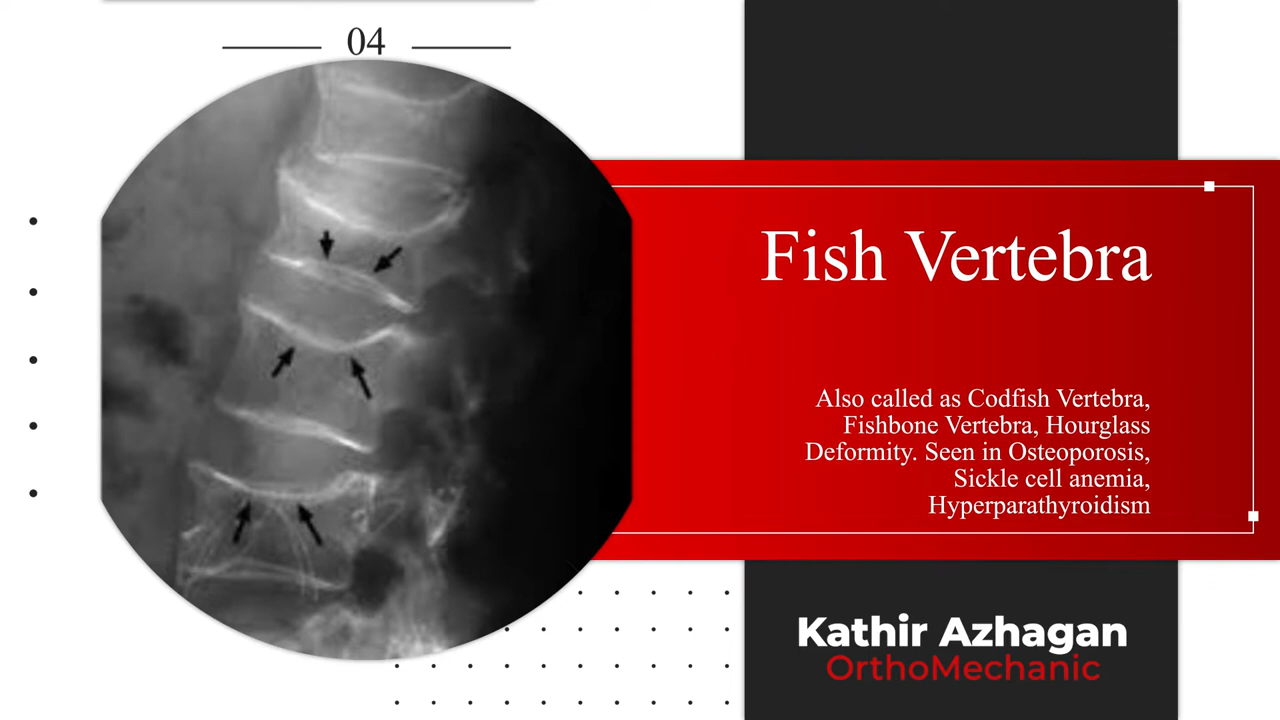 04
Fish Vertebra
Also called as Codfish Vertebra,
Fishbone Vertebra, Hourglass
Deformity. Seen in Osteoporosis,
Sickle cell anemia,
Hyperparathyroidism
Kathir Azhagan
OrthoMechanic